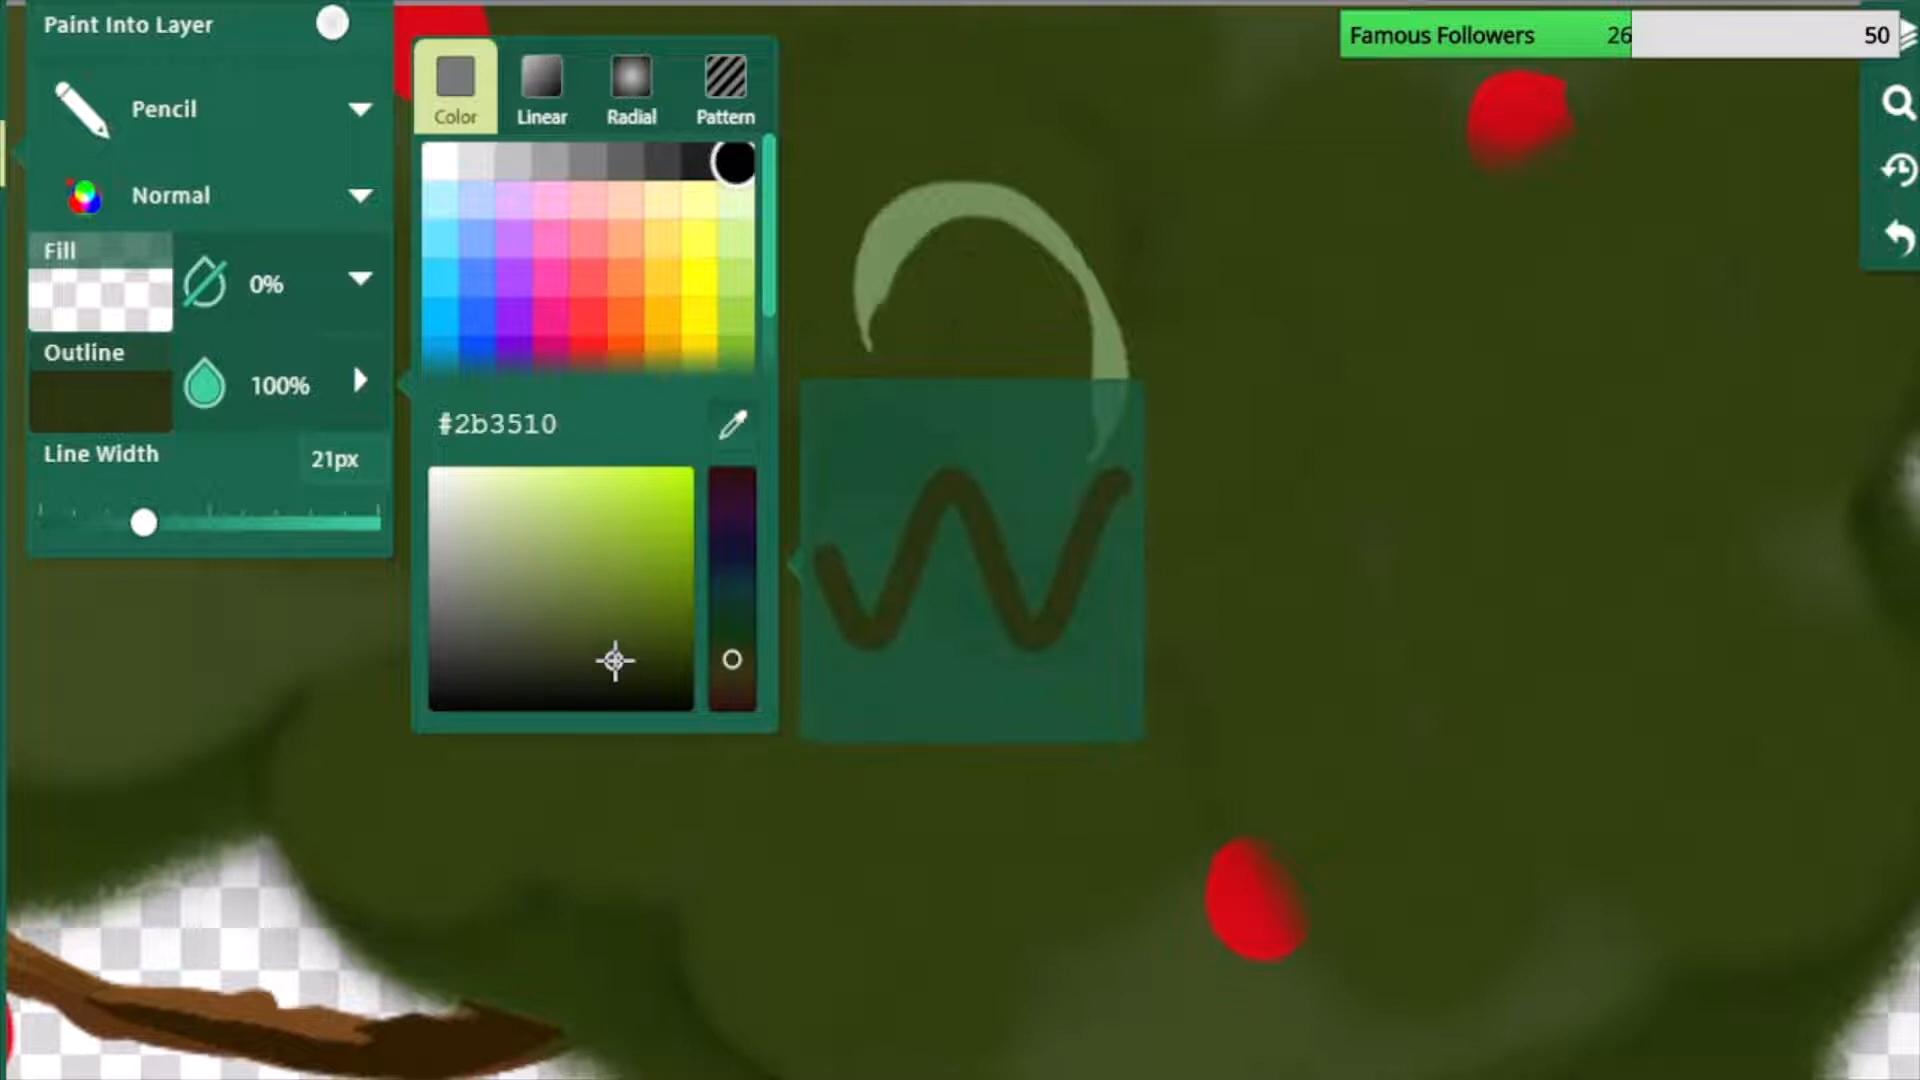 Paint Into Layer
Pencil
Normal
Fill
0%
Outline
100%
Line Width
21px
Color
Linear
Radial
Pattern
#2b3510
Famous Followers
26
50